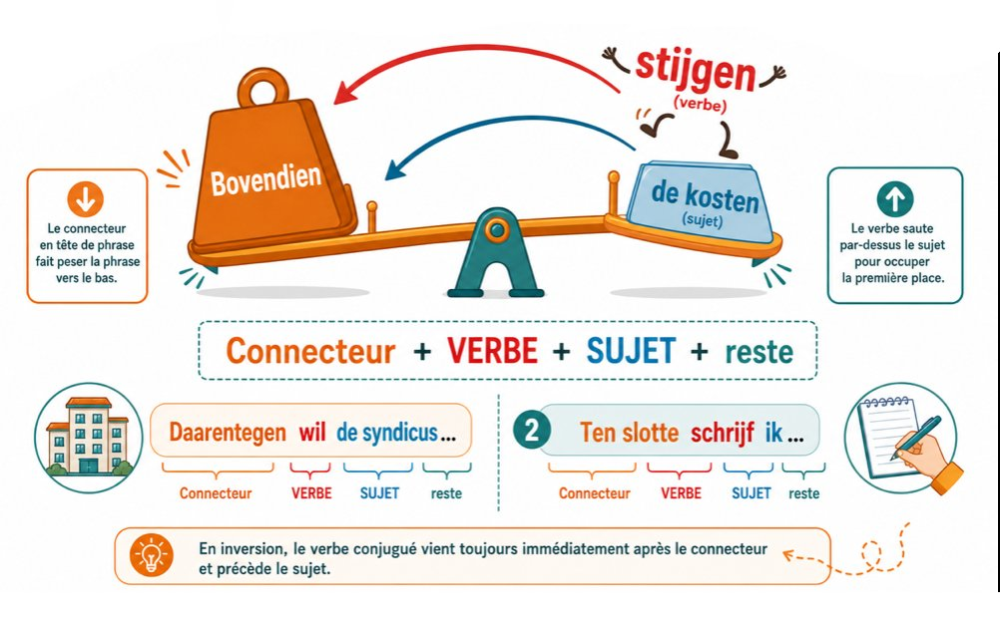 stijgen
(verbe)
Bovendien
de kosten
(sujet)
Le connecteur
en tête de phrase
fait peser la phrase
vers le bas.
Le verbe saute
par-dessus le sujet
pour occuper
la première place.
Connecteur + VERBE + SUJET + reste
Daarentegen wil de syndicus...
Connecteur VERBE SUJET reste
2 Ten slotte schrijf ik...
Connecteur VERBE SUJET reste
En inversion, le verbe conjugué vient toujours immédiatement après le connecteur
et précède le sujet.